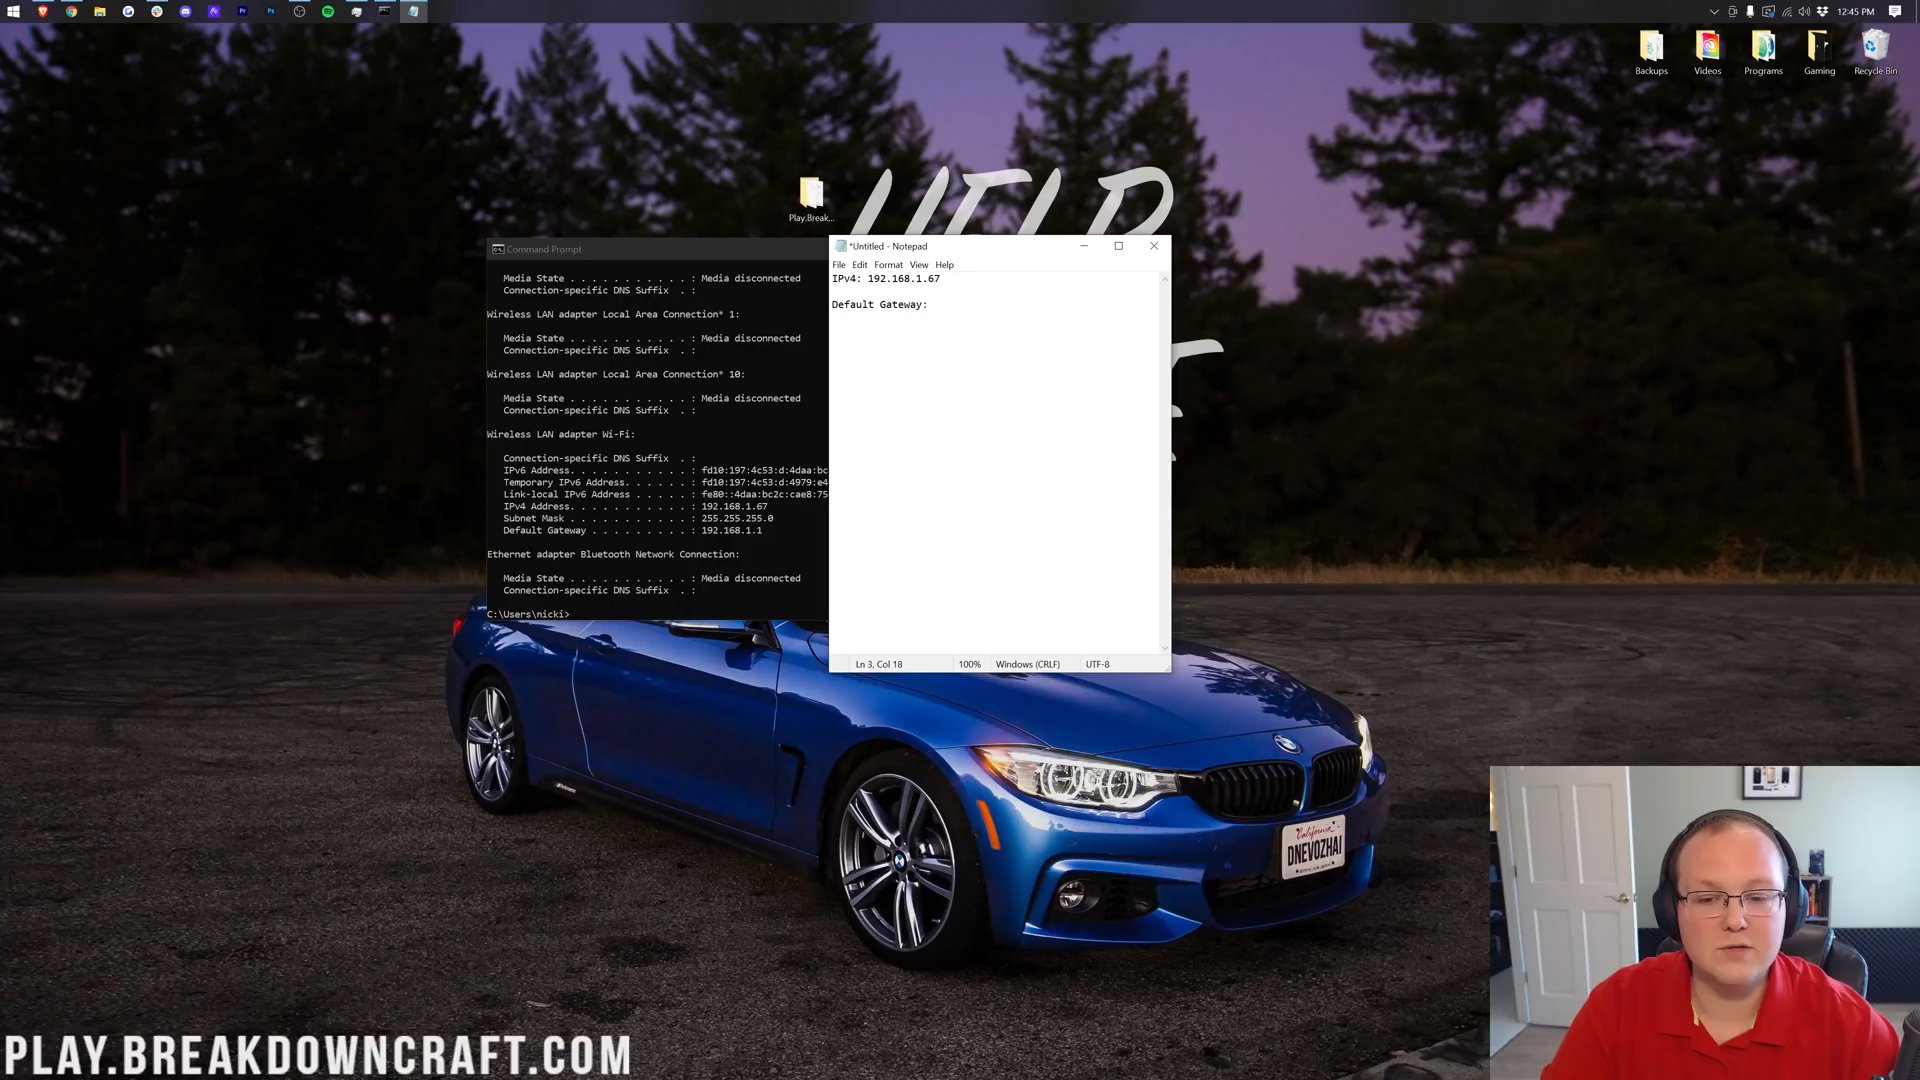 12:45 PM
Backups
Videos
Programs
Gaming
Recycle Bin
Play.Break...
HELP
Command Prompt
Media State . . . . . . . . . . . : Media disconnected
Connection-specific DNS Suffix  . :
Wireless LAN adapter Local Area Connection* 1:
Media State . . . . . . . . . . . : Media disconnected
Connection-specific DNS Suffix  . :
Wireless LAN adapter Local Area Connection* 10:
Media State . . . . . . . . . . . : Media disconnected
Connection-specific DNS Suffix  . :
Wireless LAN adapter Wi-Fi:
Connection-specific DNS Suffix  . :
IPv6 Address. . . . . . . . . . . : fd10:197:4c53:d:4daa:bc
Temporary IPv6 Address. . . . . . : fd10:197:4c53:d:4979:e4
Link-local IPv6 Address . . . . . : fe80::4daa:bc2c:cae8:75
IPv4 Address. . . . . . . . . . . : 192.168.1.67
Subnet Mask . . . . . . . . . . . : 255.255.255.0
Default Gateway . . . . . . . . . : 192.168.1.1
Ethernet adapter Bluetooth Network Connection:
Media State . . . . . . . . . . . : Media disconnected
Connection-specific DNS Suffix  . :
C:\Users\nicki>
*Untitled - Notepad
File Edit Format View Help
IPv4: 192.168.1.67
Default Gateway:
Ln 3, Col 18 100% Windows (CRLF) UTF-8
California
DNEVOZHAI
PLAY.BREAKDOWNCRAFT.COM